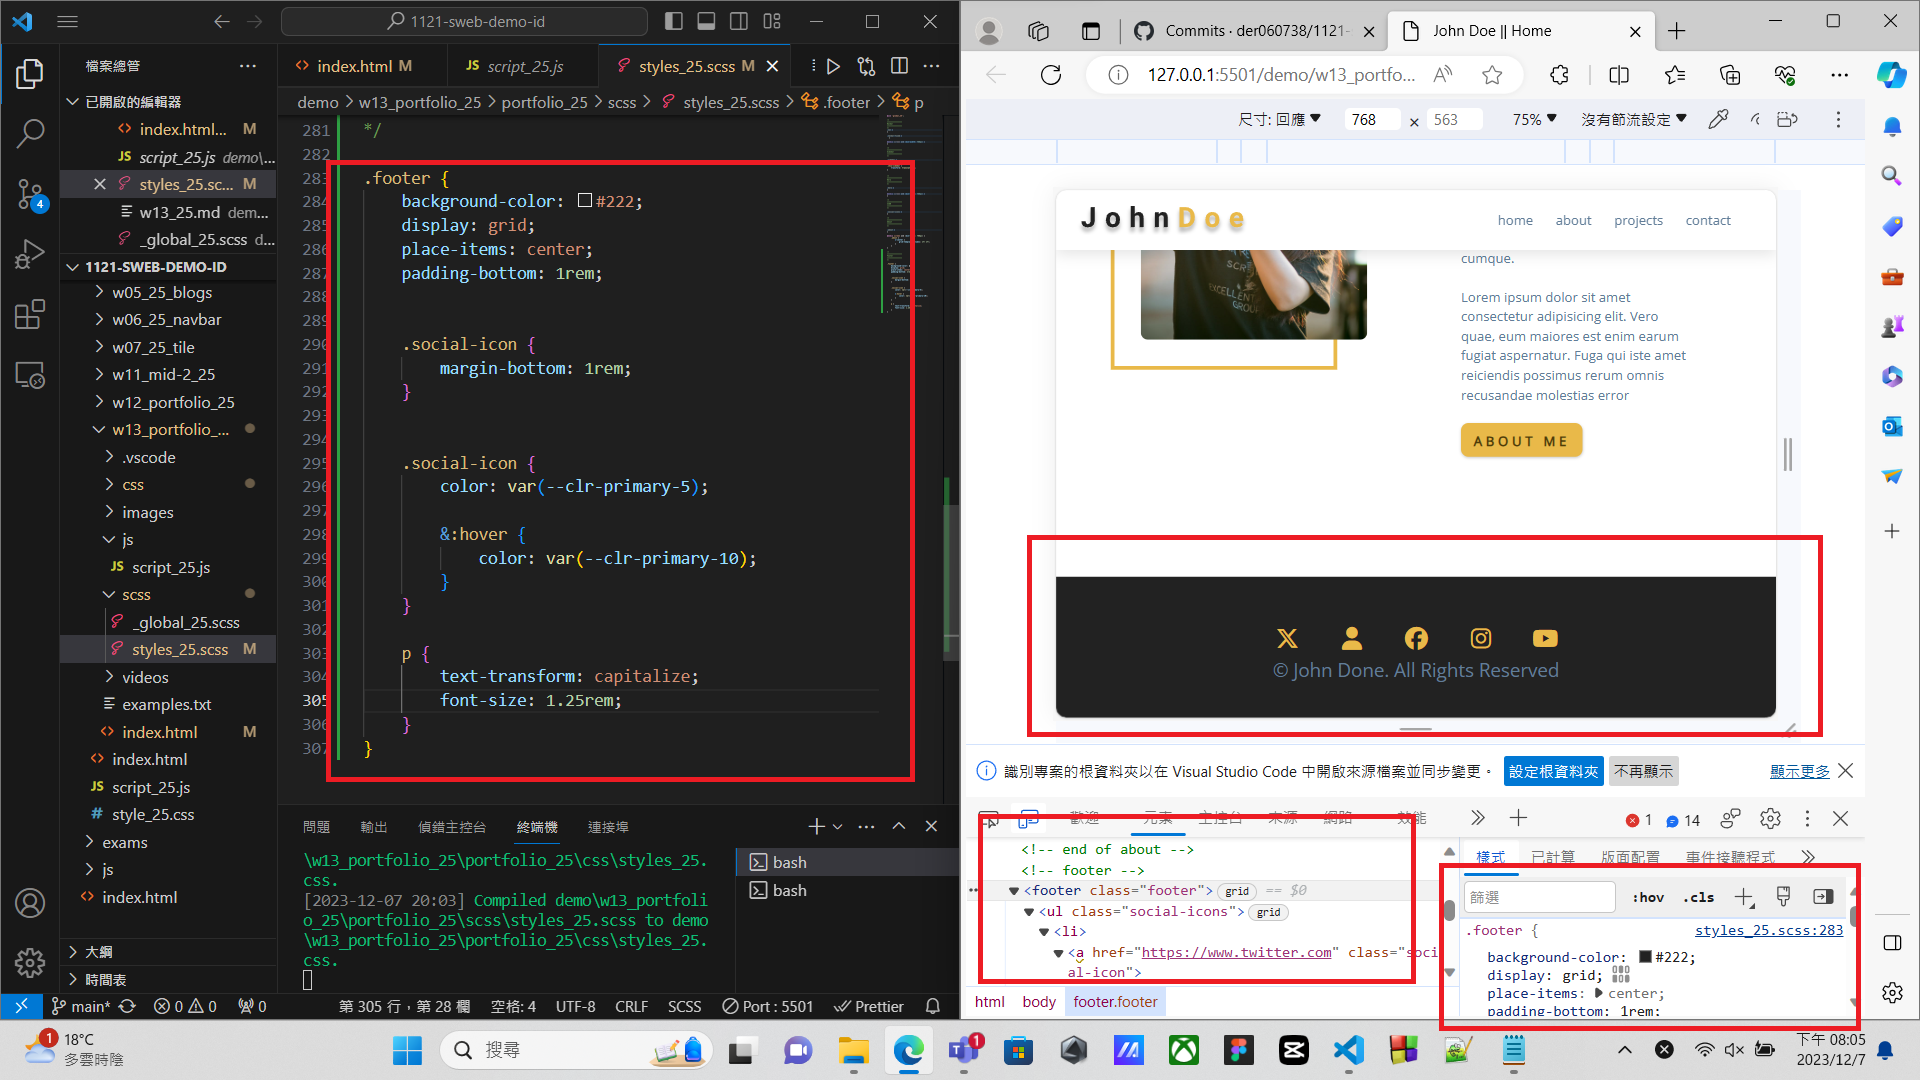 1121-sweb-demo-id
檔案總管
已開啟的編輯器
index.html... M
script_25.js demo\...
styles_25.sc... M
w13_25.md dem...
_global_25.scss d...
1121-SWEB-DEMO-ID
w05_25_blogs
w06_25_navbar
w07_25_tile
w11_mid-2_25
w12_portfolio_25
w13_portfolio_...
.vscode
css
images
js
script_25.js
scss
_global_25.scss
styles_25.scss M
videos
examples.txt
index.html M
index.html
script_25.js
style_25.css
exams
js
index.html
大綱
時間表
4
index.html M
script_25.js
styles_25.scss M
demo > w13_portfolio_25 > portfolio_25 > scss > styles_25.scss > .footer > p
281 */
282
283 .footer {
284 background-color: #222;
285 display: grid;
286 place-items: center;
287 padding-bottom: 1rem;
288
289
290 .social-icon {
291 margin-bottom: 1rem;
292 }
293
294
295 .social-icon {
296 color: var(--clr-primary-5);
297
298 &:hover {
299 color: var(--clr-primary-10);
300 }
301 }
302
303 p {
304 text-transform: capitalize;
305 font-size: 1.25rem;
306 }
307 }
問題 輸出 偵錯主控台 終端機 連接埠
\w13_portfolio_25\portfolio_25\css\styles_25.
css.
[2023-12-07 20:03] Compiled demo\w13_portfoli
o_25\portfolio_25\scss\styles_25.scss to demo
\w13_portfolio_25\portfolio_25\css\styles_25.
css.
bash
bash
main* 0 0 0 第 305 行，第 28 欄 空格: 4 UTF-8 CRLF SCSS Port : 5501 Prettier
Commits · der060738/1121-
John Doe || Home
127.0.0.1:5501/demo/w13_portfo...
尺寸: 回應 ▼ 768 × 563 75% ▼ 沒有節流設定 ▼
JohnDoe
home about projects contact
cumque.
Lorem ipsum dolor sit amet
consectetur adipisicing elit. Vero
quae, eum maiores est enim earum
fugiat aspernatur. Fuga qui iste amet
reiciendis possimus rerum omnis
recusandae molestias error
ABOUT ME
© John Done. All Rights Reserved
識別專案的根資料夾以在 Visual Studio Code 中開啟來源檔案並同步變更。 設定根資料夾 不再顯示 顯示更多
歡迎 元素 主控台 來源 網路 效能
1 14
<!-- end of about -->
<!-- footer -->
<footer class="footer"> grid == $0
<ul class="social-icons"> grid
<li>
<a href="https://www.twitter.com" class="soci
al-icon">
html body footer.footer
樣式 已計算 版面配置 事件接聽程式
篩選 :hov .cls
.footer { styles_25.scss:283
background-color: #222;
display: grid;
place-items: center;
padding-bottom: 1rem;
1
18°C
多雲時陰
搜尋
1
下午 08:05
2023/12/7